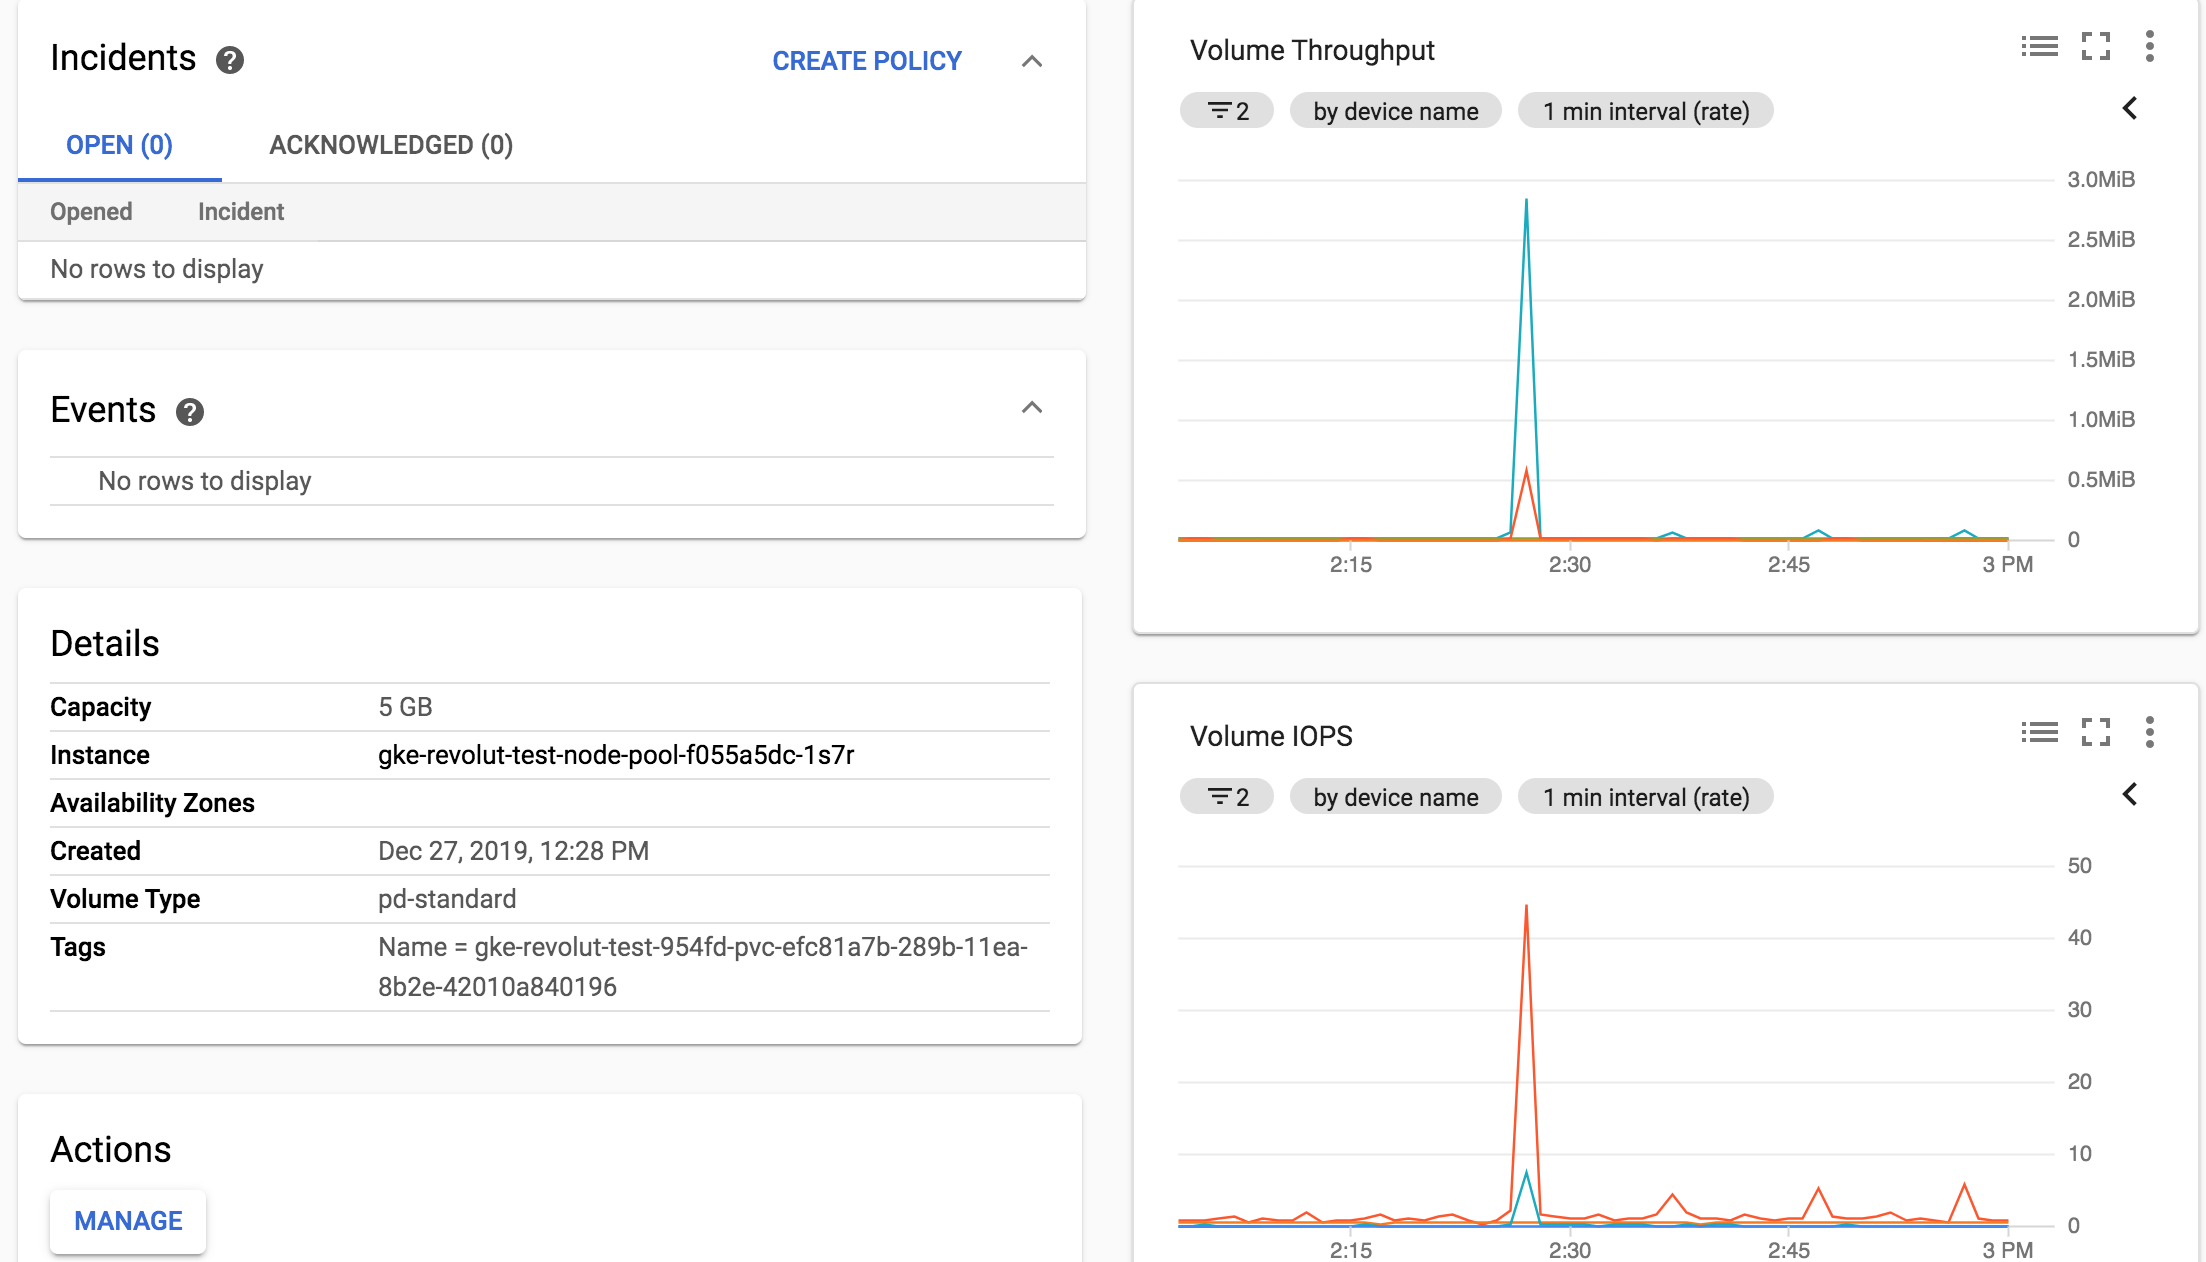 Incidents ?
CREATE POLICY
OPEN (0) ACKNOWLEDGED (0)
Opened Incident
No rows to display
Events ?
No rows to display
Details
Capacity 5 GB
Instance gke-revolut-test-node-pool-f055a5dc-1s7r
Availability Zones
Created Dec 27, 2019, 12:28 PM
Volume Type pd-standard
Tags Name = gke-revolut-test-954fd-pvc-efc81a7b-289b-11ea-
8b2e-42010a840196
Actions
MANAGE
Volume Throughput
2 by device name 1 min interval (rate)
3.0MiB
2.5MiB
2.0MiB
1.5MiB
1.0MiB
0.5MiB
0
2:15 2:30 2:45 3 PM
Volume IOPS
2 by device name 1 min interval (rate)
50
40
30
20
10
0
2:15 2:30 2:45 3 PM